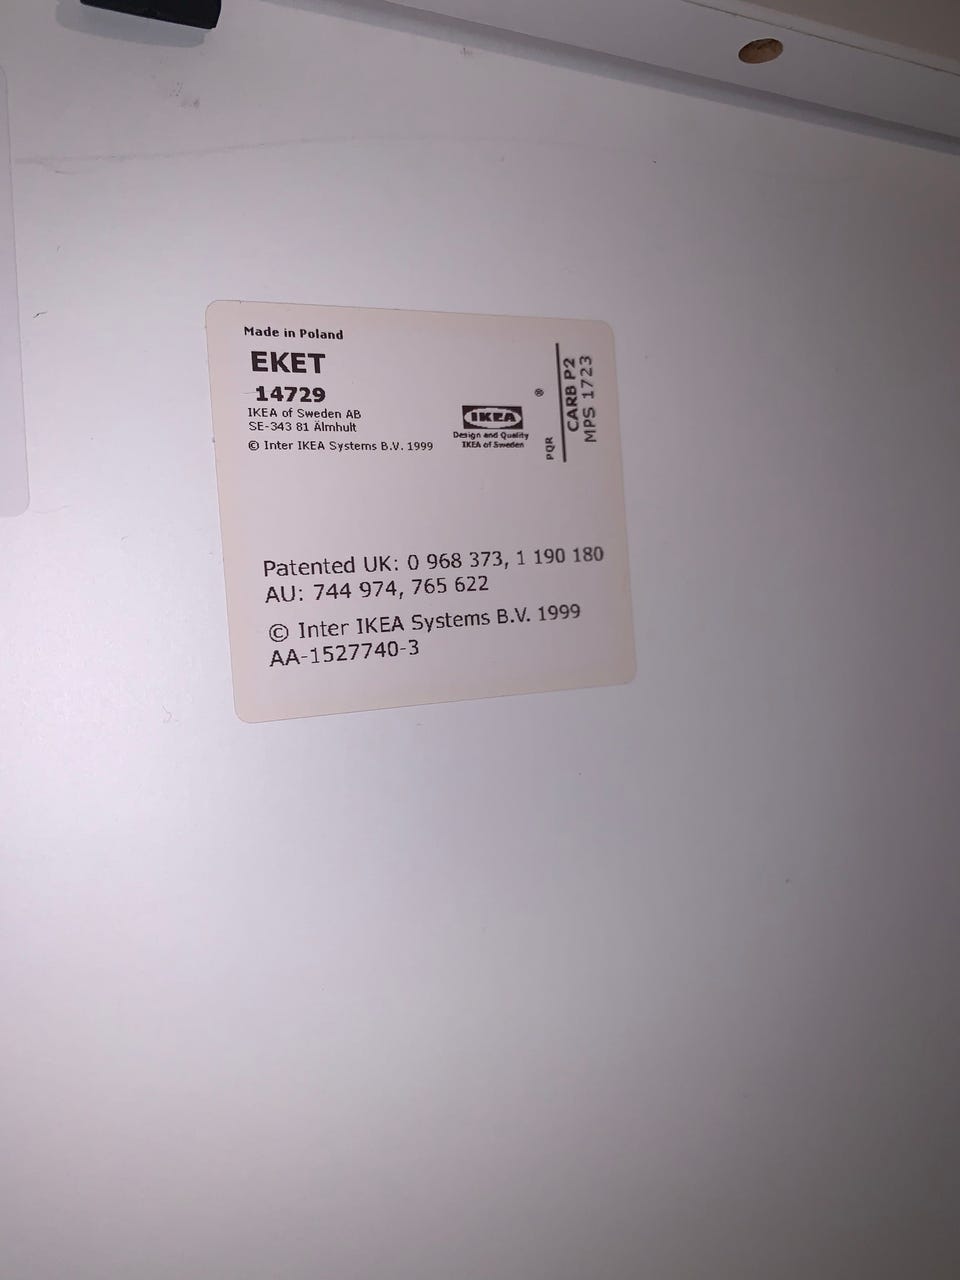 Made in Poland
EKET
14729
IKEA of Sweden AB
SE-343 81 Älmhult
© Inter IKEA Systems B.V. 1999
®
IKEA
Design and Quality
IKEA of Sweden
PQR
CARB P2
MPS 1723
Patented UK: 0 968 373, 1 190 180
AU: 744 974, 765 622
© Inter IKEA Systems B.V. 1999
AA-1527740-3